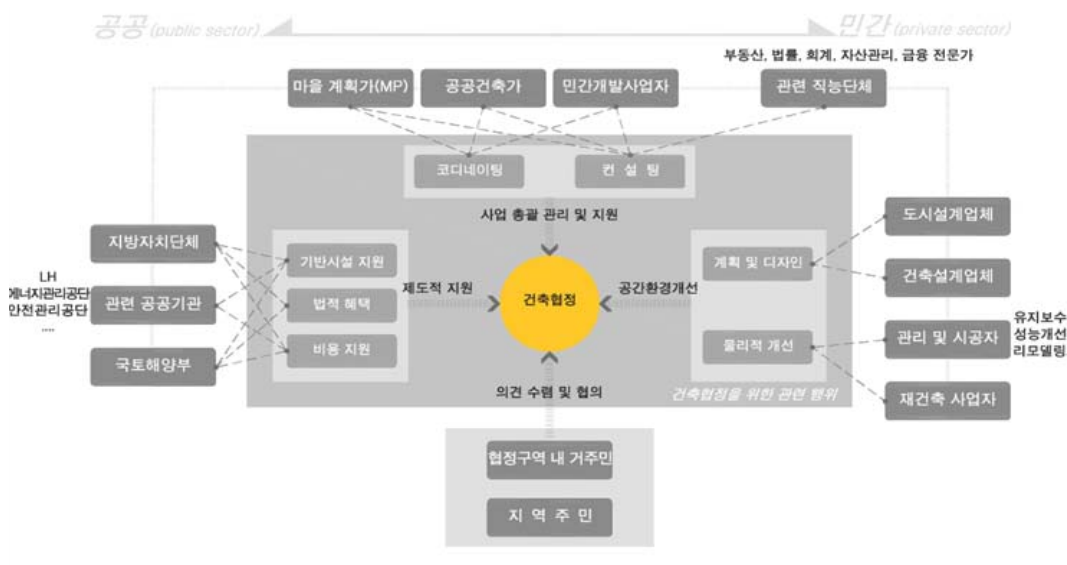 공공 (public sector)
민간 (private sector)
부동산, 법률, 회계, 자산관리, 금융 전문가
마을 계획가(MP)
공공건축가
민간개발사업자
관련 직능단체
코디네이팅
컨 설 팅
사업 총괄 관리 및 지원
지방자치단체
LH
에너지관리공단
안전관리공단
....
관련 공공기관
국토해양부
기반시설 지원
법적 혜택
비용 지원
제도적 지원
건축협정
공간환경개선
계획 및 디자인
물리적 개선
도시설계업체
건축설계업체
관리 및 시공자
유지보수
성능개선
리모델링
재건축 사업자
의견 수렴 및 협의
건축협정을 위한 관련 행위
협정구역 내 거주민
지 역 주 민